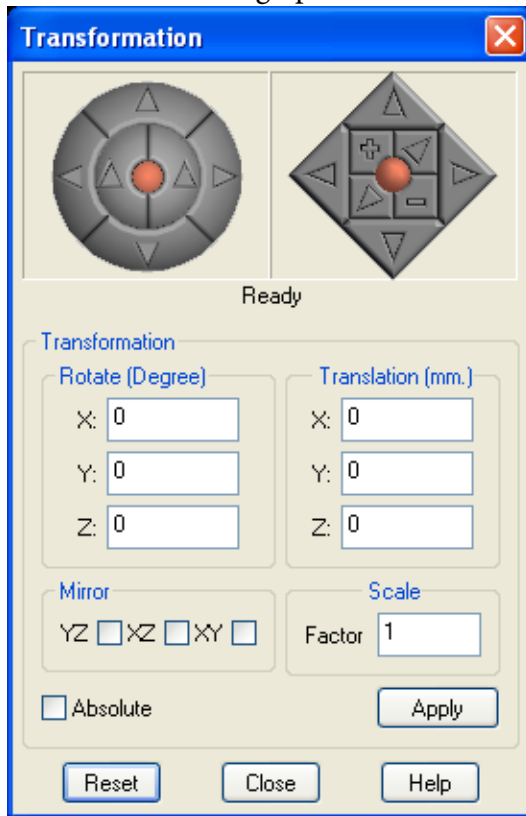 Transformation
Ready
Transformation
Rotate (Degree) Translation (mm.)
X: 0 X: 0
Y: 0 Y: 0
Z: 0 Z: 0
Mirror Scale
YZ XZ XY Factor 1
Absolute Apply
Reset Close Help